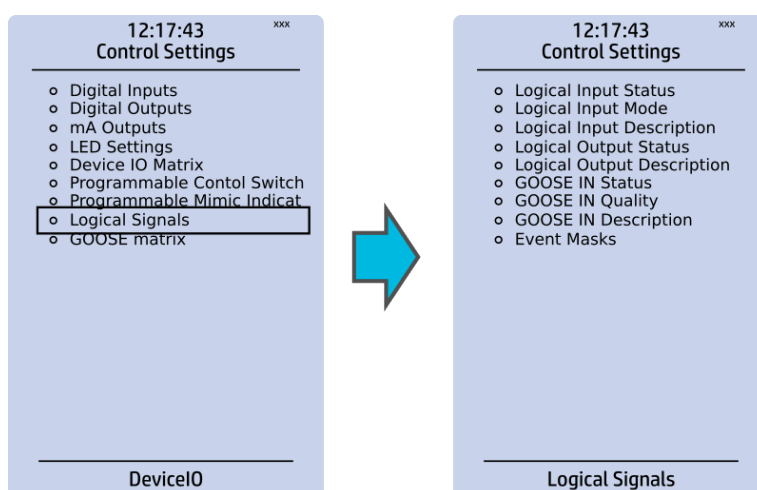 12:17:43
xxx
Control Settings
Digital Inputs
Digital Outputs
mA Outputs
LED Settings
Device IO Matrix
Programmable Contol Switch
Programmable Mimic Indicat
Logical Signals
GOOSE matrix
DeviceIO
12:17:43
xxx
Control Settings
Logical Input Status
Logical Input Mode
Logical Input Description
Logical Output Status
Logical Output Description
GOOSE IN Status
GOOSE IN Quality
GOOSE IN Description
Event Masks
Logical Signals